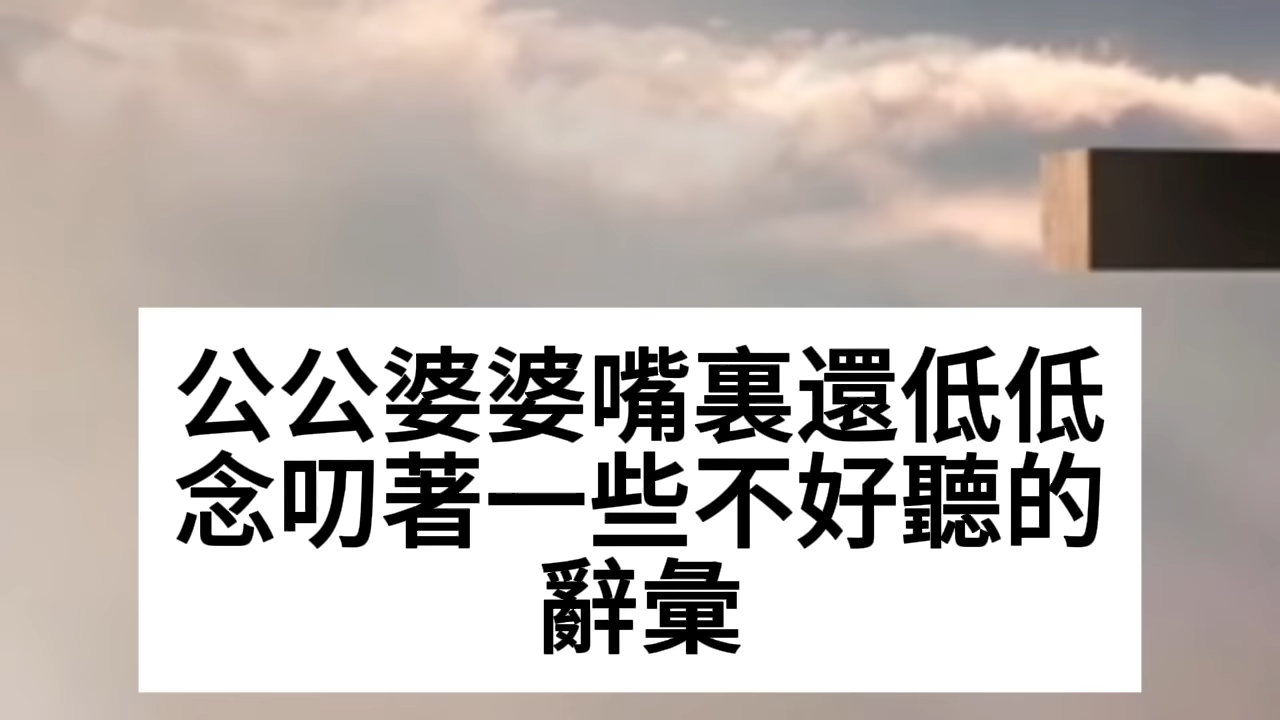 公公婆婆嘴裏還低低
念叨著一些不好聽的
辭彙